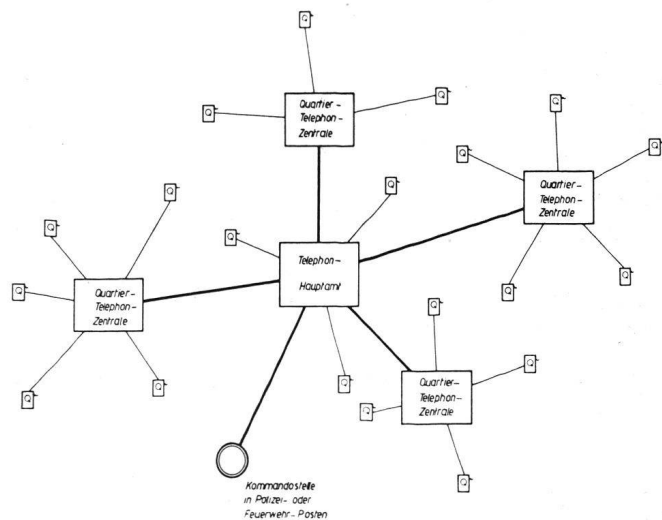 Quartier-
Telephon-
Zentrale
Quartier-
Telephon-
Zentrale
Telephon-
Hauptamt
Quartier-
Telephon-
Zentrale
Quartier-
Telephon-
Zentrale
Kommandostelle
in Polizei- oder
Feuerwehr-Posten